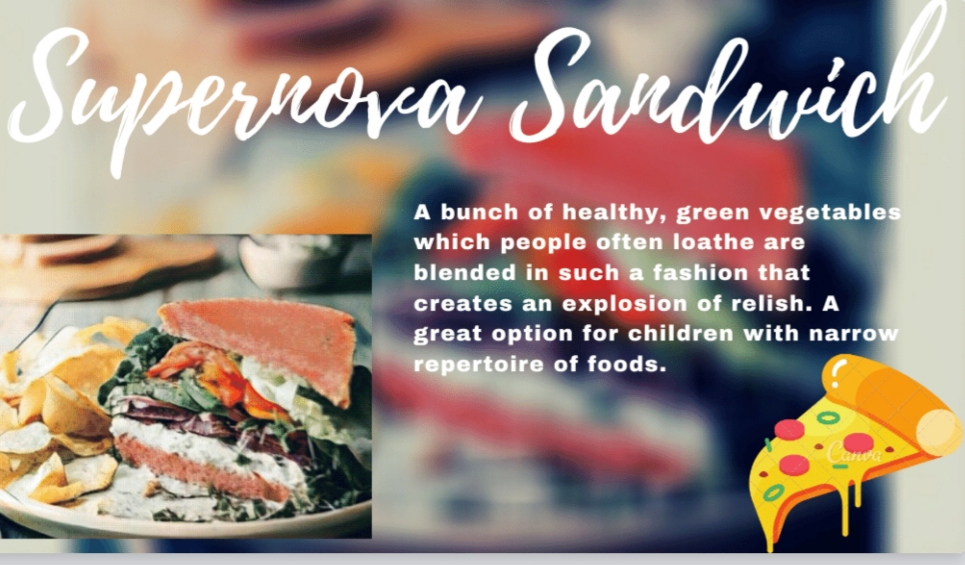 Supernova Sandwich
A bunch of healthy, green vegetables
which people often loathe are
blended in such a fashion that
creates an explosion of relish. A
great option for children with narrow
repertoire of foods.
Canva